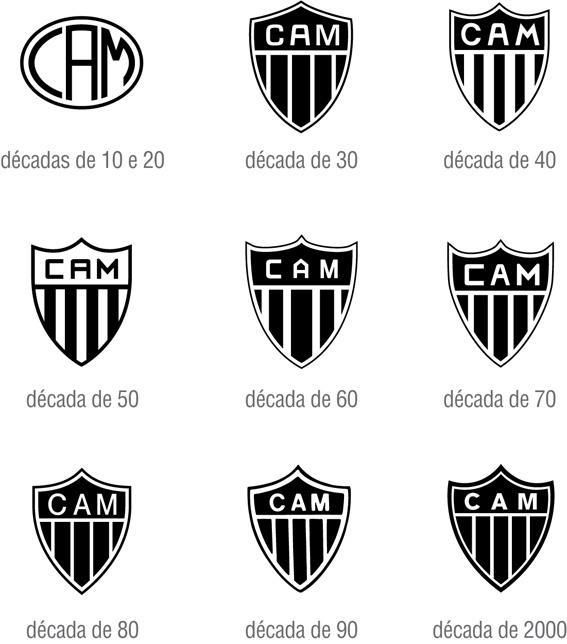 CAM
CAM
CAM
décadas de 10 e 20
década de 30
década de 40
CAM
CAM
CAM
década de 50
década de 60
década de 70
CAM
CAM
CAM
década de 80
década de 90
década de 2000